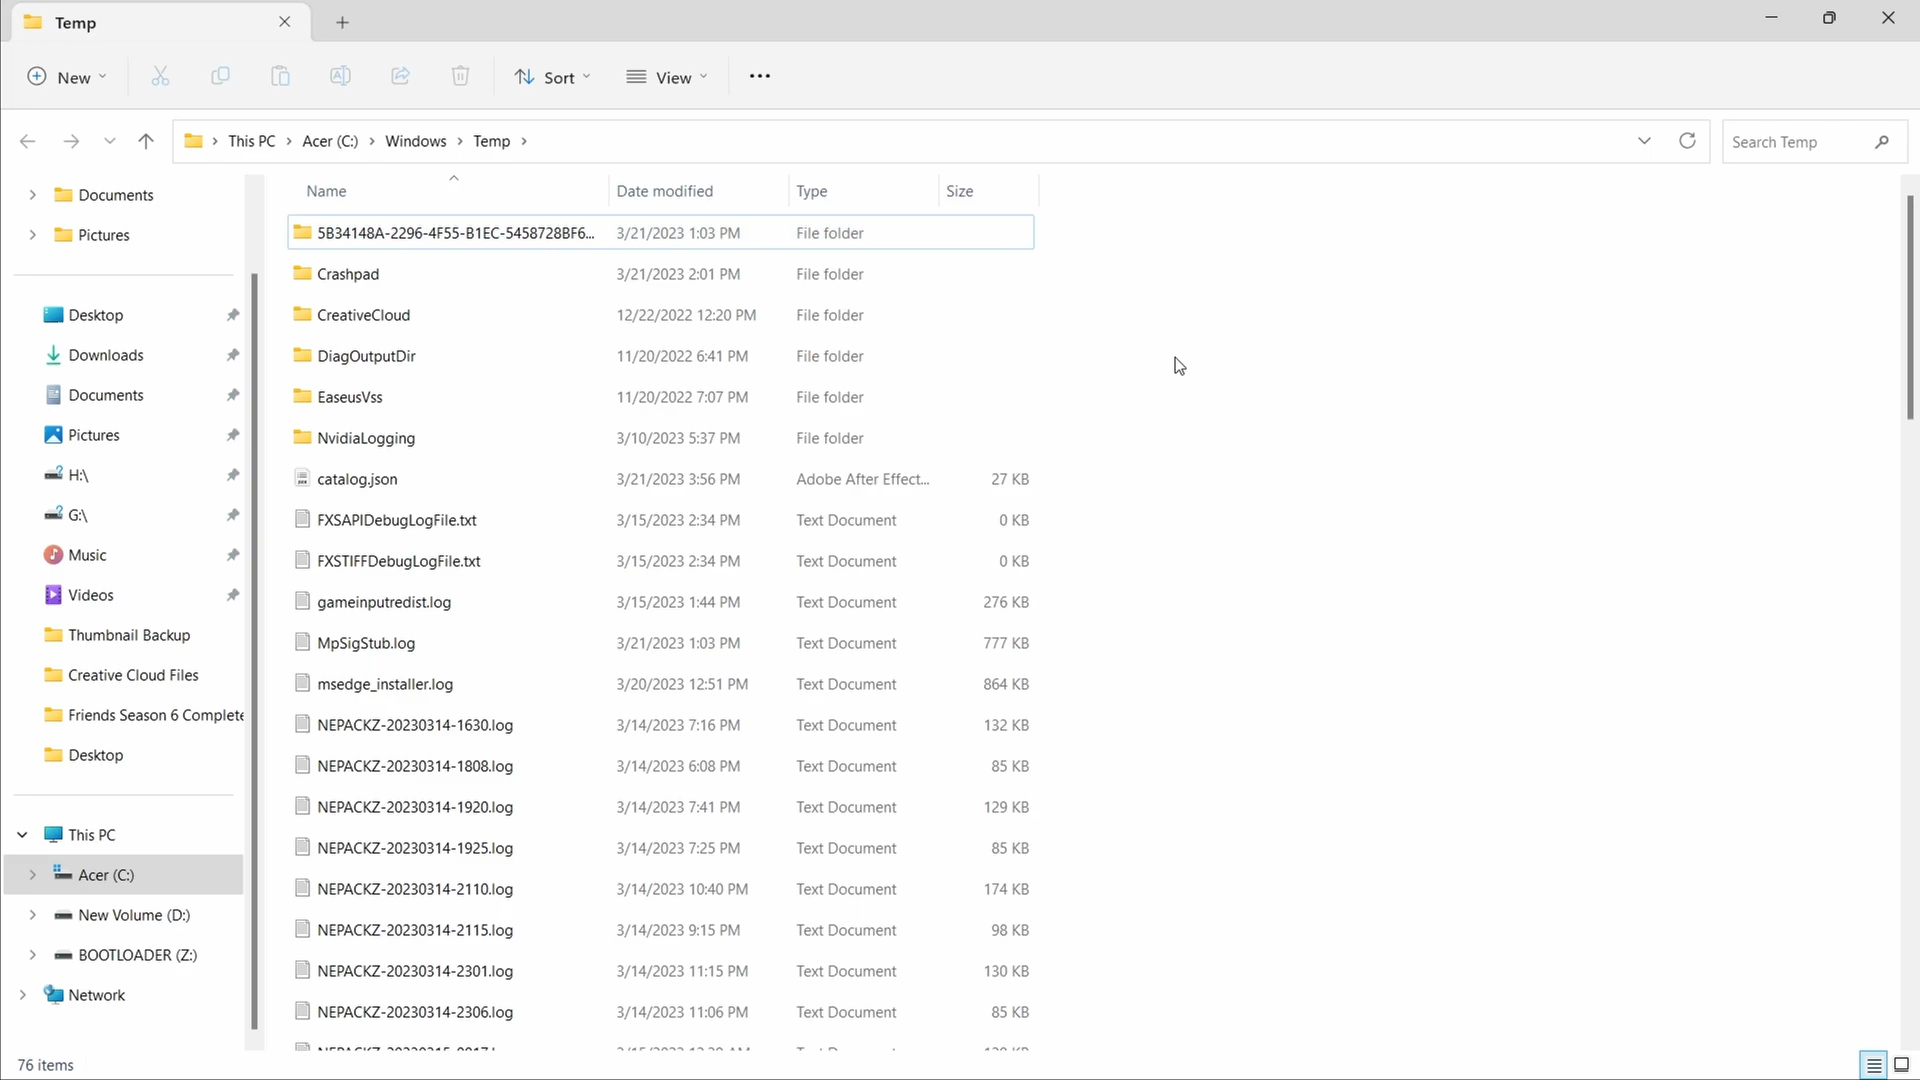 Temp
New
Sort
View
This PC > Acer (C:) > Windows > Temp >
Search Temp
Documents
Pictures
Desktop
Downloads
Documents
Pictures
H:\
G:\
Music
Videos
Thumbnail Backup
Creative Cloud Files
Friends Season 6 Complete
Desktop
This PC
Acer (C:)
New Volume (D:)
BOOTLOADER (Z:)
Network
Name Date modified Type Size
5B34148A-2296-4F55-B1EC-5458728BF6... 3/21/2023 1:03 PM File folder
Crashpad 3/21/2023 2:01 PM File folder
CreativeCloud 12/22/2022 12:20 PM File folder
DiagOutputDir 11/20/2022 6:41 PM File folder
EaseusVss 11/20/2022 7:07 PM File folder
NvidiaLogging 3/10/2023 5:37 PM File folder
catalog.json 3/21/2023 3:56 PM Adobe After Effect... 27 KB
FXSAPIDebugLogFile.txt 3/15/2023 2:34 PM Text Document 0 KB
FXSTIFFDebugLogFile.txt 3/15/2023 2:34 PM Text Document 0 KB
gameinputredist.log 3/15/2023 1:44 PM Text Document 276 KB
MpSigStub.log 3/21/2023 1:03 PM Text Document 777 KB
msedge_installer.log 3/20/2023 12:51 PM Text Document 864 KB
NEPACKZ-20230314-1630.log 3/14/2023 7:16 PM Text Document 132 KB
NEPACKZ-20230314-1808.log 3/14/2023 6:08 PM Text Document 85 KB
NEPACKZ-20230314-1920.log 3/14/2023 7:41 PM Text Document 129 KB
NEPACKZ-20230314-1925.log 3/14/2023 7:25 PM Text Document 85 KB
NEPACKZ-20230314-2110.log 3/14/2023 10:40 PM Text Document 174 KB
NEPACKZ-20230314-2115.log 3/14/2023 9:15 PM Text Document 98 KB
NEPACKZ-20230314-2301.log 3/14/2023 11:15 PM Text Document 130 KB
NEPACKZ-20230314-2306.log 3/14/2023 11:06 PM Text Document 85 KB
76 items